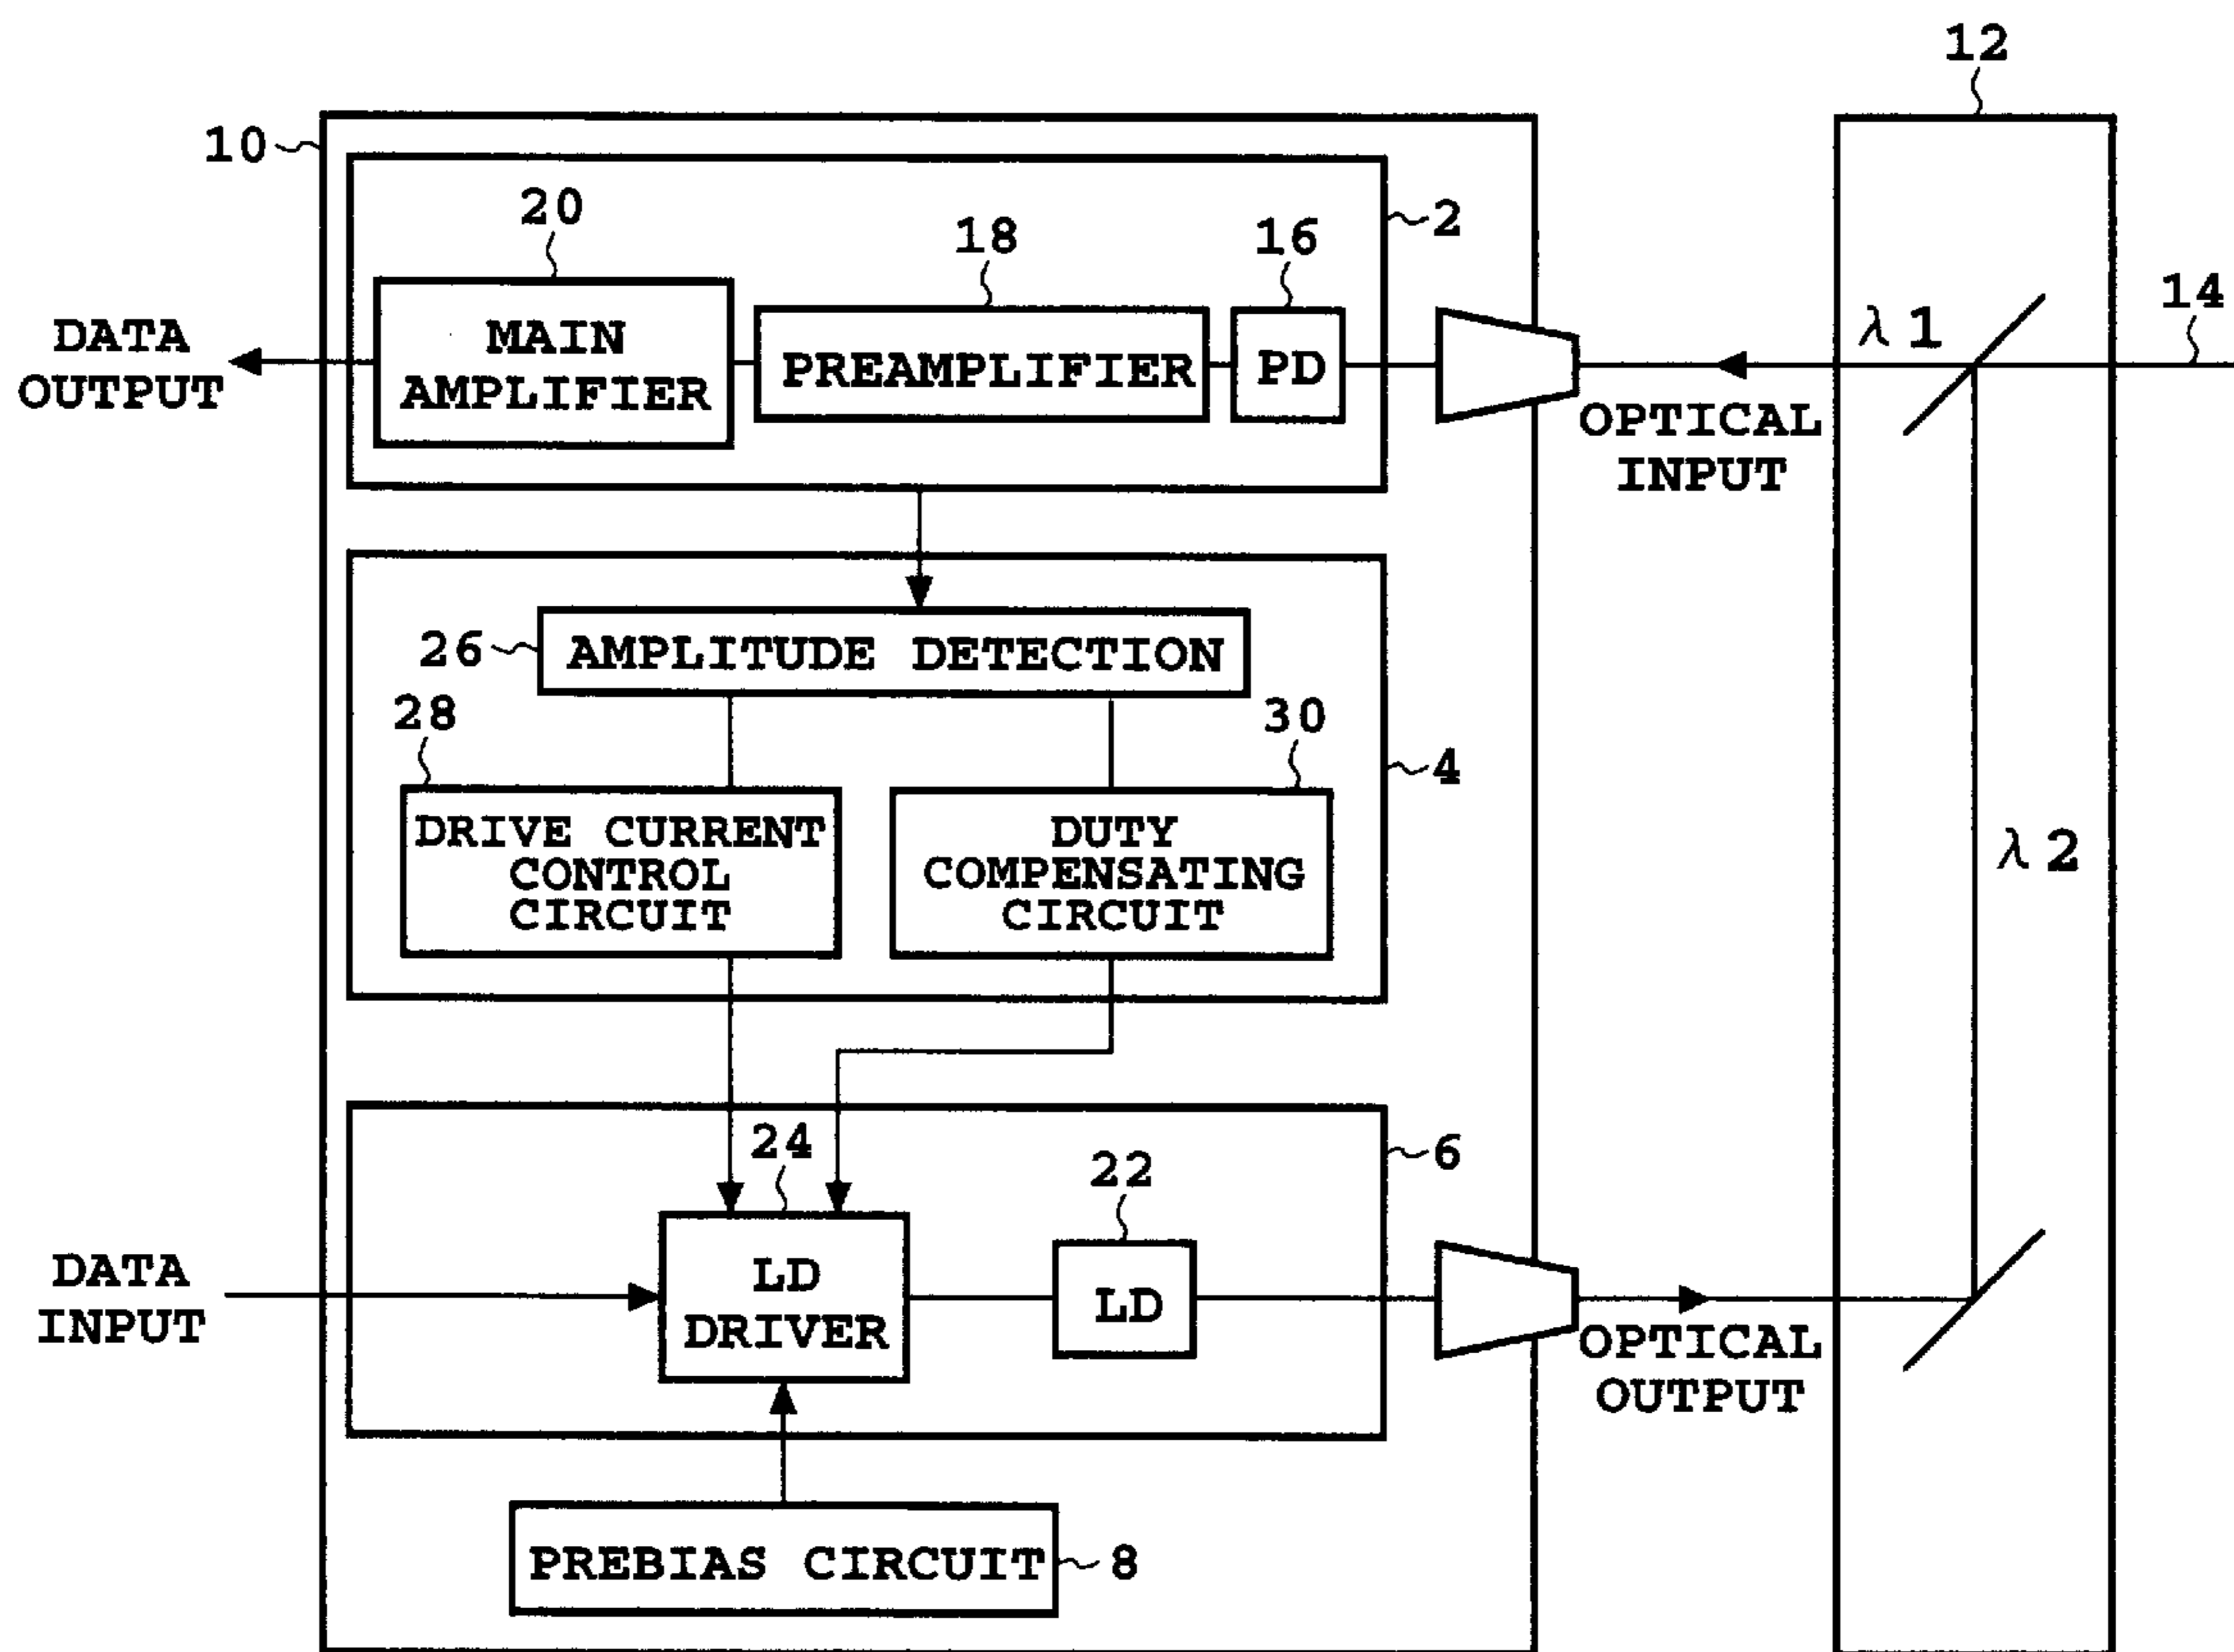 12
10
20
18
16
2
14
DATA
OUTPUT
MAIN
AMPLIFIER
PREAMPLIFIER
PD
λ1
OPTICAL
INPUT
26
AMPLITUDE DETECTION
28
30
4
DRIVE CURRENT
CONTROL
CIRCUIT
DUTY
COMPENSATING
CIRCUIT
λ2
24
22
6
DATA
INPUT
LD
DRIVER
LD
OPTICAL
OUTPUT
PREBIAS CIRCUIT
8